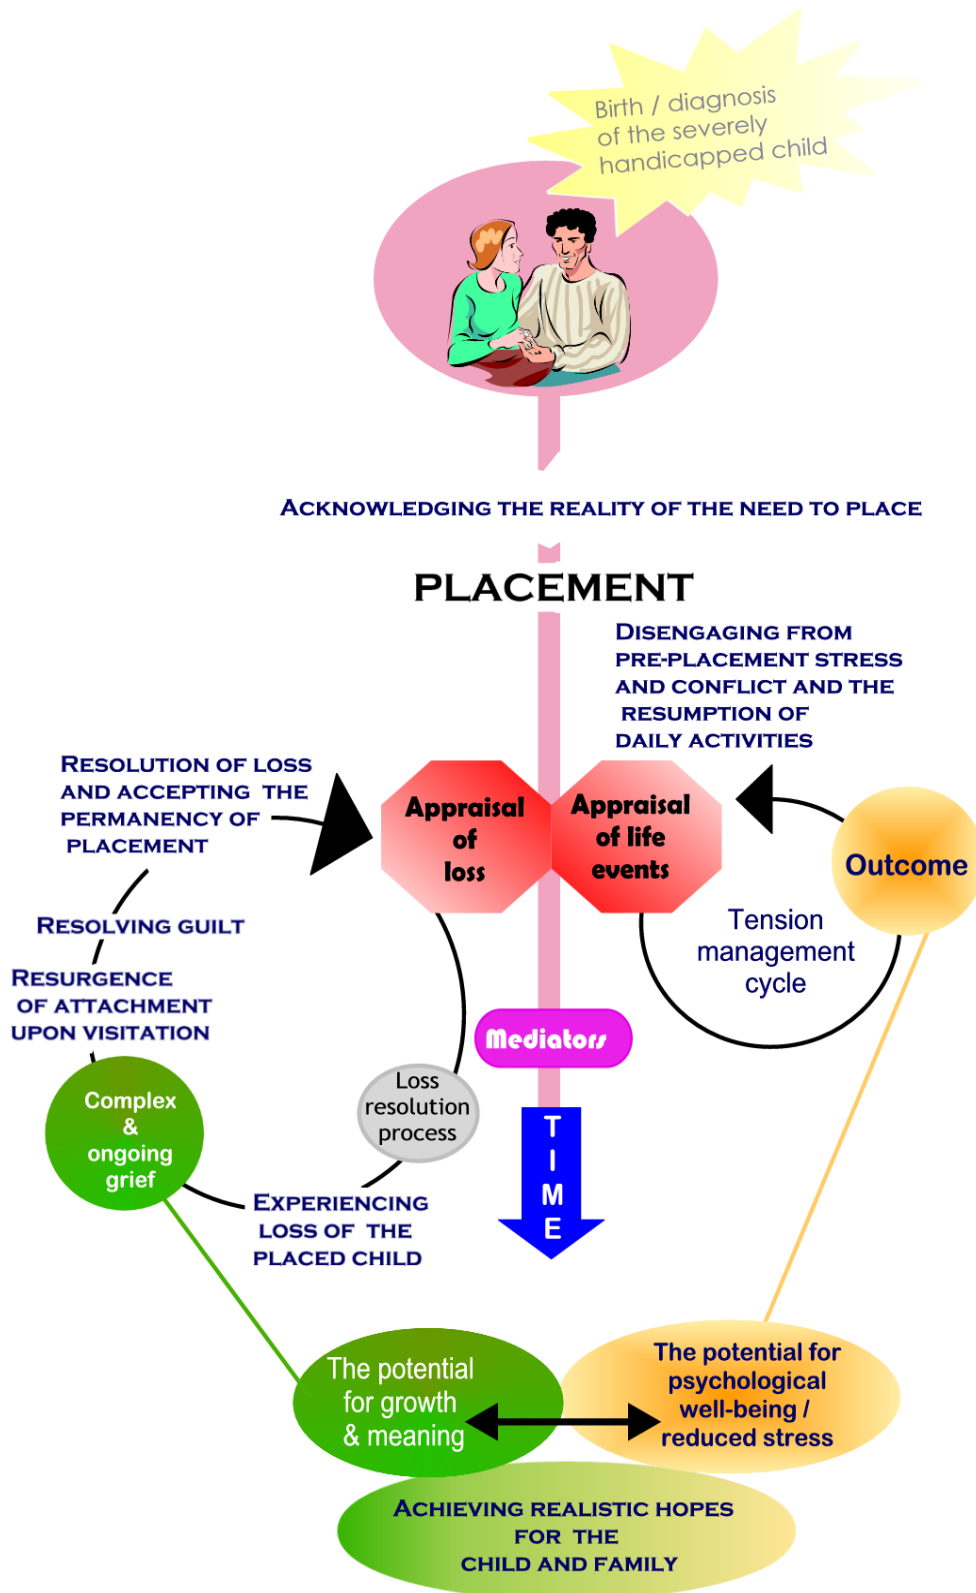 Birth / diagnosis
of the severely
handicapped child
ACKNOWLEDGING THE REALITY OF THE NEED TO PLACE
PLACEMENT
DISENGAGING FROM
PRE-PLACEMENT STRESS
AND CONFLICT AND THE
RESUMPTION OF
DAILY ACTIVITIES
RESOLUTION OF LOSS
AND ACCEPTING THE
PERMANENCY OF
PLACEMENT
Appraisal
of
loss
Appraisal
of life
events
Outcome
Tension
management
cycle
RESOLVING GUILT
RESURGENCE
OF ATTACHMENT
UPON VISITATION
Mediators
Complex
&
ongoing
grief
Loss
resolution
process
TIME
EXPERIENCING
LOSS OF THE
PLACED CHILD
The potential
for growth
& meaning
The potential for
psychological
well-being /
reduced stress
ACHIEVING REALISTIC HOPES
FOR THE
CHILD AND FAMILY